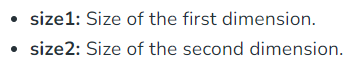 • size1: Size of the first dimension.
• size2: Size of the second dimension.